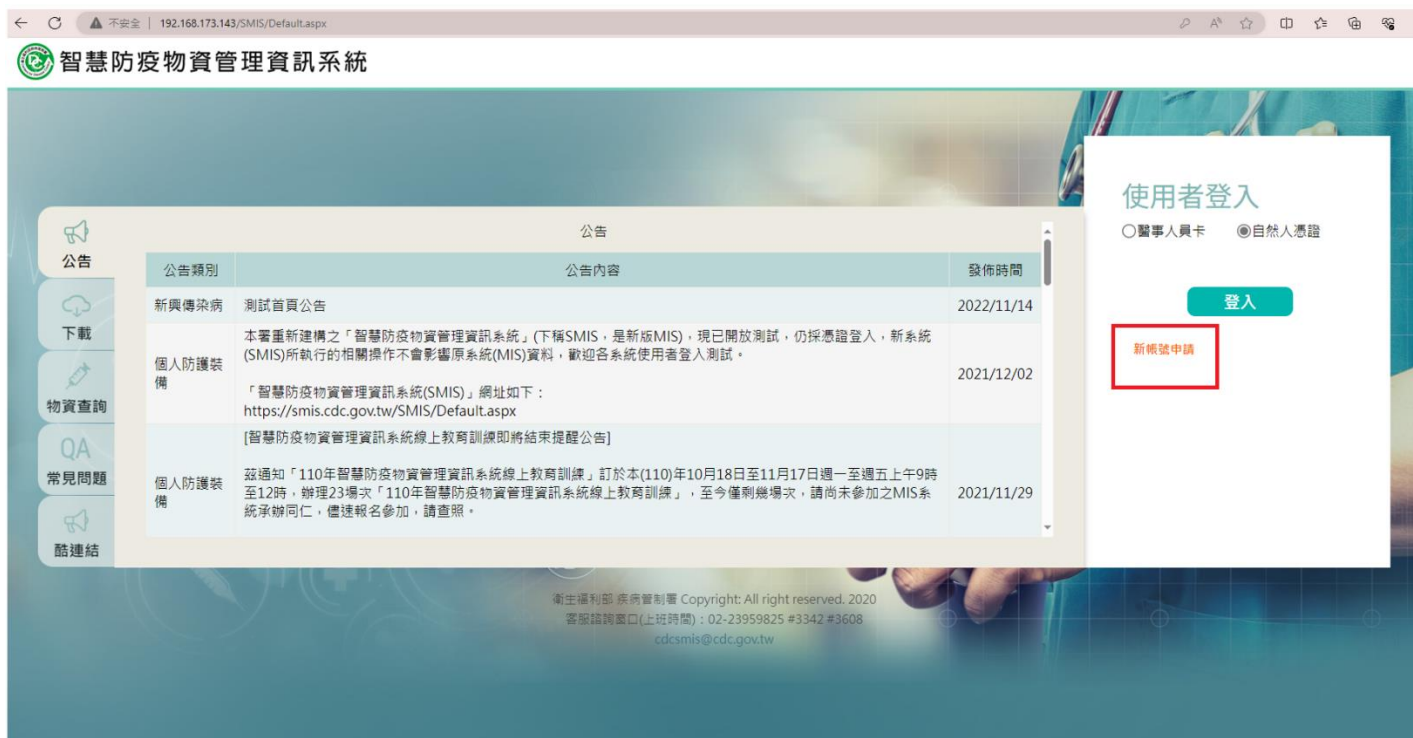 不安全 | 192.168.173.143/SMIS/Default.aspx
智慧防疫物資管理資訊系統
公告
下載
物資查詢
QA
常見問題
酷連結
公告
公告類別 公告內容 發佈時間
新興傳染病 測試首頁公告 2022/11/14
個人防護裝備
本署重新建構之「智慧防疫物資管理資訊系統」(下稱SMIS，是新版MIS)，現已開放測試，仍採憑證登入，新系統
(SMIS)所執行的相關操作不會影響原系統(MIS)資料，歡迎各系統使用者登入測試。
「智慧防疫物資管理資訊系統(SMIS)」網址如下：
https://smis.cdc.gov.tw/SMIS/Default.aspx
2021/12/02
個人防護裝備
[智慧防疫物資管理資訊系統線上教育訓練即將結束提醒公告]
茲通知「110年智慧防疫物資管理資訊系統線上教育訓練」訂於本(110)年10月18日至11月17日週一至週五上午9時
至12時，辦理23場次「110年智慧防疫物資管理資訊系統線上教育訓練」，至今僅剩幾場次，請尚未參加之MIS系
統承辦同仁，儘速報名參加，請查照。
2021/11/29
使用者登入
醫事人員卡 自然人憑證
登入
新帳號申請
衛生福利部 疾病管制署 Copyright: All right reserved. 2020
客服諮詢窗口(上班時間)：02-23959825 #3342 #3608
cdcsmis@cdc.gov.tw